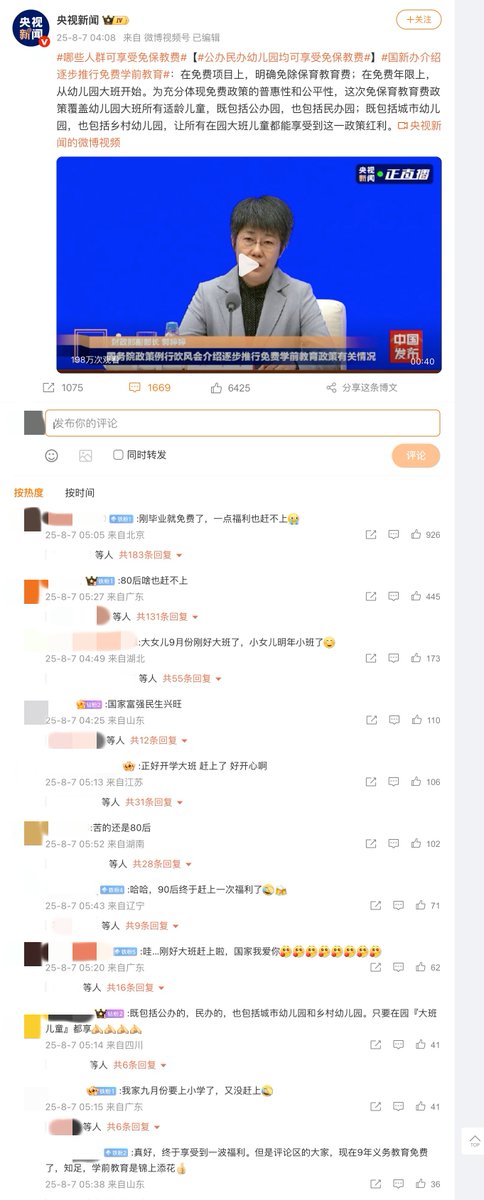 央视新闻
+关注
25-8-7 04:08 来自 微博视频号 已编辑
#哪些人群可享受免保教费#【#公办民办幼儿园均可享受免保教费#】#国新办介绍
逐步推行免费学前教育#：在免费项目上，明确免除保育教育费；在免费年限上，
从幼儿园大班开始。为充分体现免费政策的普惠性和公平性，这次免保育教育费政
策覆盖幼儿园大班所有适龄儿童，既包括公办园，也包括民办园；既包括城市幼儿
园，也包括乡村幼儿园，让所有在园大班儿童都能享受到这一政策红利。央视新
闻的微博视频
央视
新闻
正直播
财政部副部长 郭婷婷
国务院政策例行吹风会介绍逐步推行免费学前教育政策有关情况
198万次观看
中国
发布
00:40
1075
1669
6425
分享这条博文
发布你的评论
同时转发
评论
按热度
按时间
铁粉1
:刚毕业就免费了，一点福利也赶不上
25-8-7 05:05 来自北京
926
等人 共183条回复
铁粉1
:80后啥也赶不上
25-8-7 05:27 来自广东
445
等人 共131条回复
:大女儿9月份刚好大班了，小女儿明年小班了
25-8-7 04:49 来自湖北
173
等人 共55条回复
钻粉2
:国家富强民生兴旺
25-8-7 04:25 来自山东
110
等人 共12条回复
:正好开学大班 赶上了 好开心啊
25-8-7 05:13 来自江苏
106
等人 共31条回复
:苦的还是80后
25-8-7 05:52 来自湖南
102
等人 共28条回复
铁粉4
:哈哈，90后终于赶上一次福利了
25-8-7 05:43 来自辽宁
71
等人 共9条回复
铁粉5
:哇...刚好大班赶上啦，国家我爱你
25-8-7 05:20 来自广东
62
等人 共16条回复
钻粉2
:既包括公办的，民办的，也包括城市幼儿园和乡村幼儿园。只要在园『大班
儿童』都享
25-8-7 05:14 来自四川
41
等人 共6条回复
铁粉1
:我家九月份要上小学了，又没赶上
25-8-7 05:15 来自广东
41
等人 共6条回复
铁粉2
:真好，终于享受到一波福利。但是评论区的大家，现在9年义务教育免费
了，知足，学前教育是锦上添花
25-8-7 05:38 来自山东
36
TOP